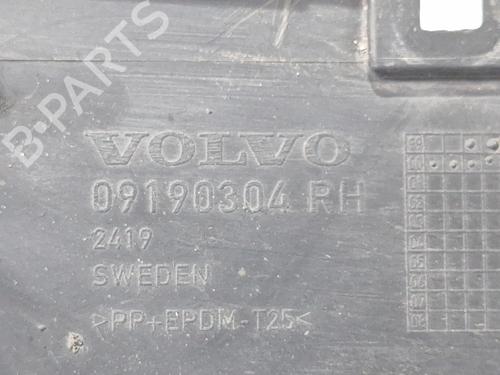 B-PARTS
VOLVO
09190304 RH
2419
SWEDEN
>PP+EPDM-T25<